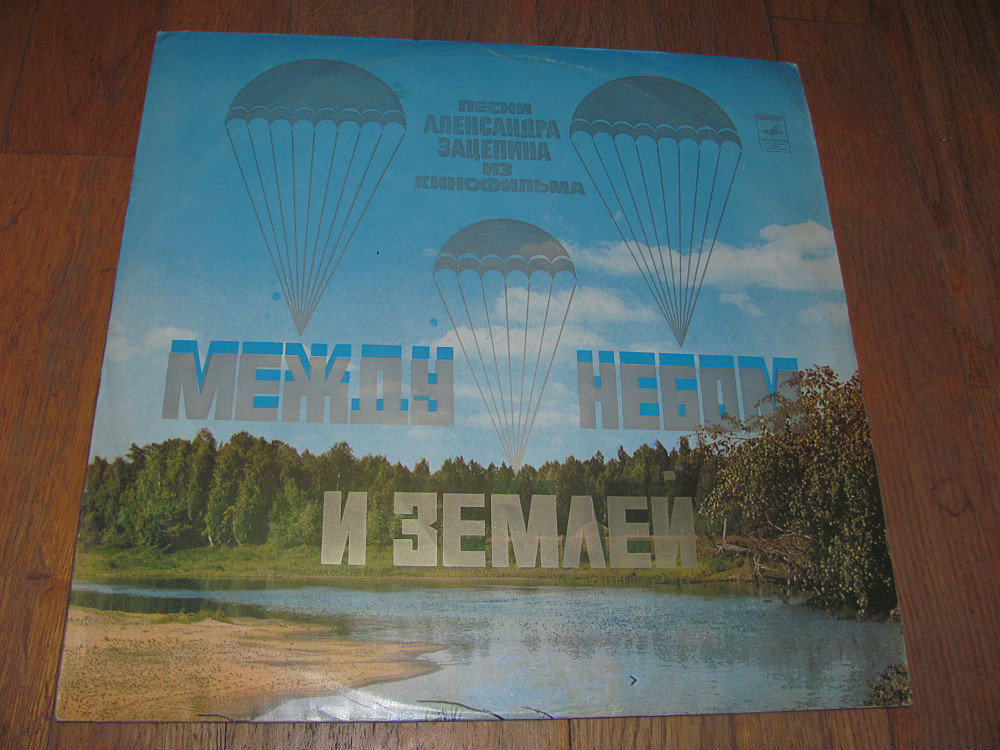 ПЕСНИ
АЛЕКСАНДРА
ЗАЦЕПИНА
ИЗ
КИНОФИЛЬМА
МЕЖДУ НЕБОМ
И ЗЕМЛЕЙ